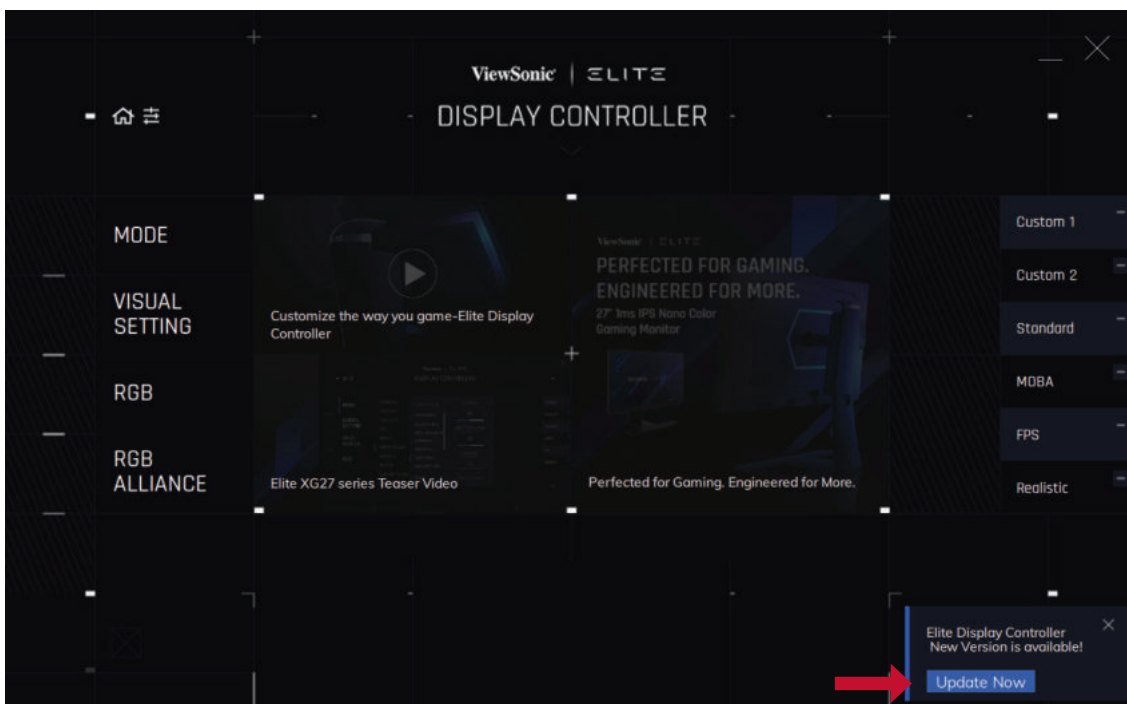 ViewSonic | ELITE
DISPLAY CONTROLLER
MODE
VISUAL
SETTING
RGB
RGB
ALLIANCE
Customize the way you game-Elite Display
Controller
Elite XG27 series Teaser Video
ViewSonic | ELITE
PERFECTED FOR GAMING.
ENGINEERED FOR MORE.
27" 1ms IPS Nano Color
Gaming Monitor
Perfected for Gaming. Engineered for More.
Custom 1
Custom 2
Standard
MOBA
FPS
Realistic
Elite Display Controller
New Version is available!
Update Now